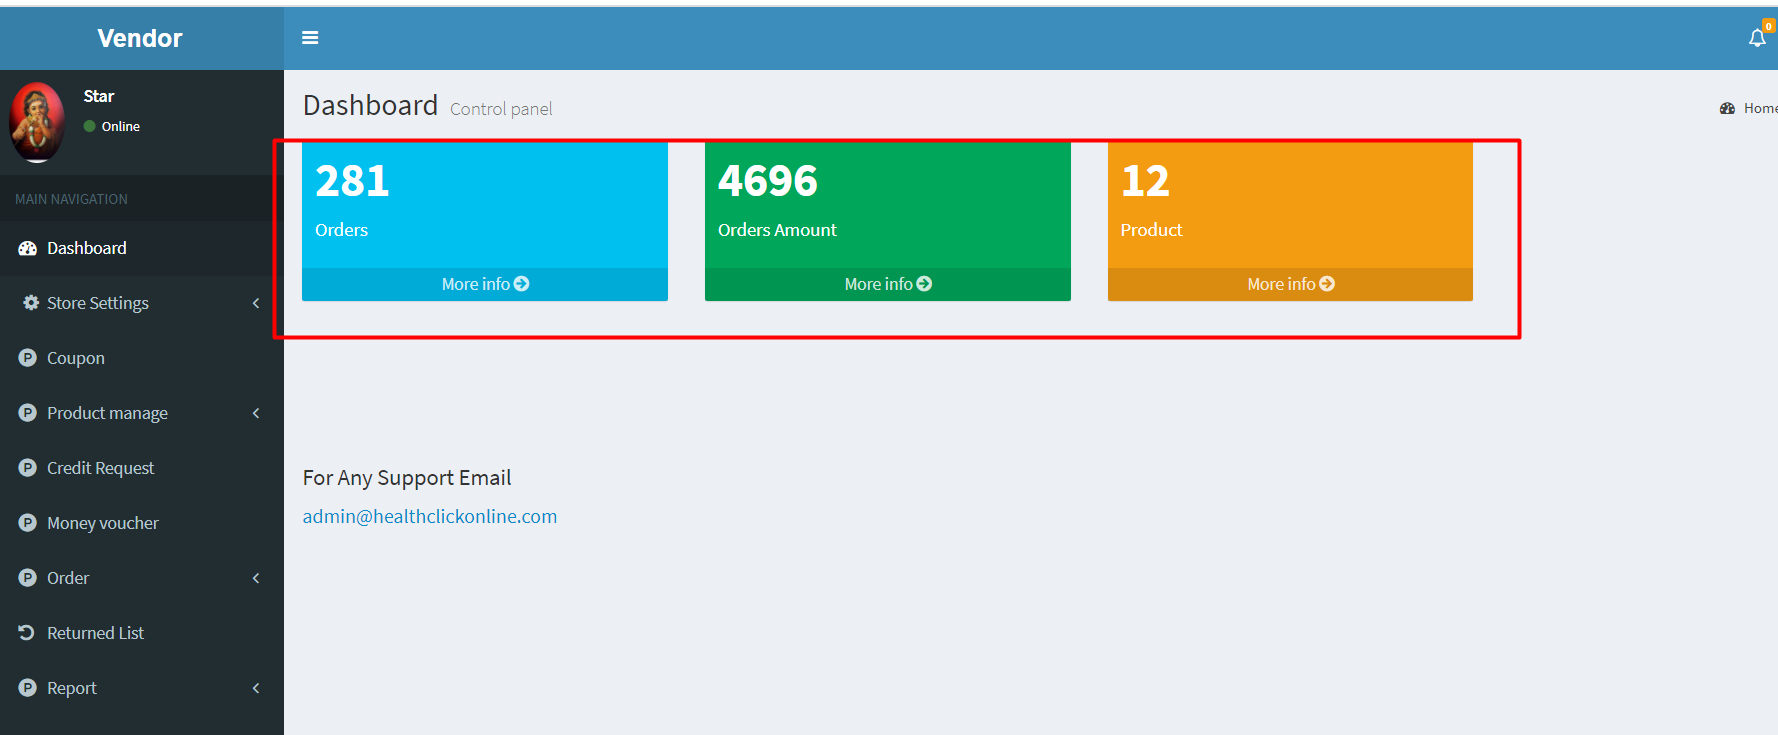 Vendor
0
Star
Online
Dashboard Control panel
Home
MAIN NAVIGATION
281
Orders
More info
4696
Orders Amount
More info
12
Product
More info
Dashboard
Store Settings
P Coupon
P Product manage
P Credit Request
P Money voucher
P Order
Returned List
P Report
For Any Support Email
admin@healthclickonline.com